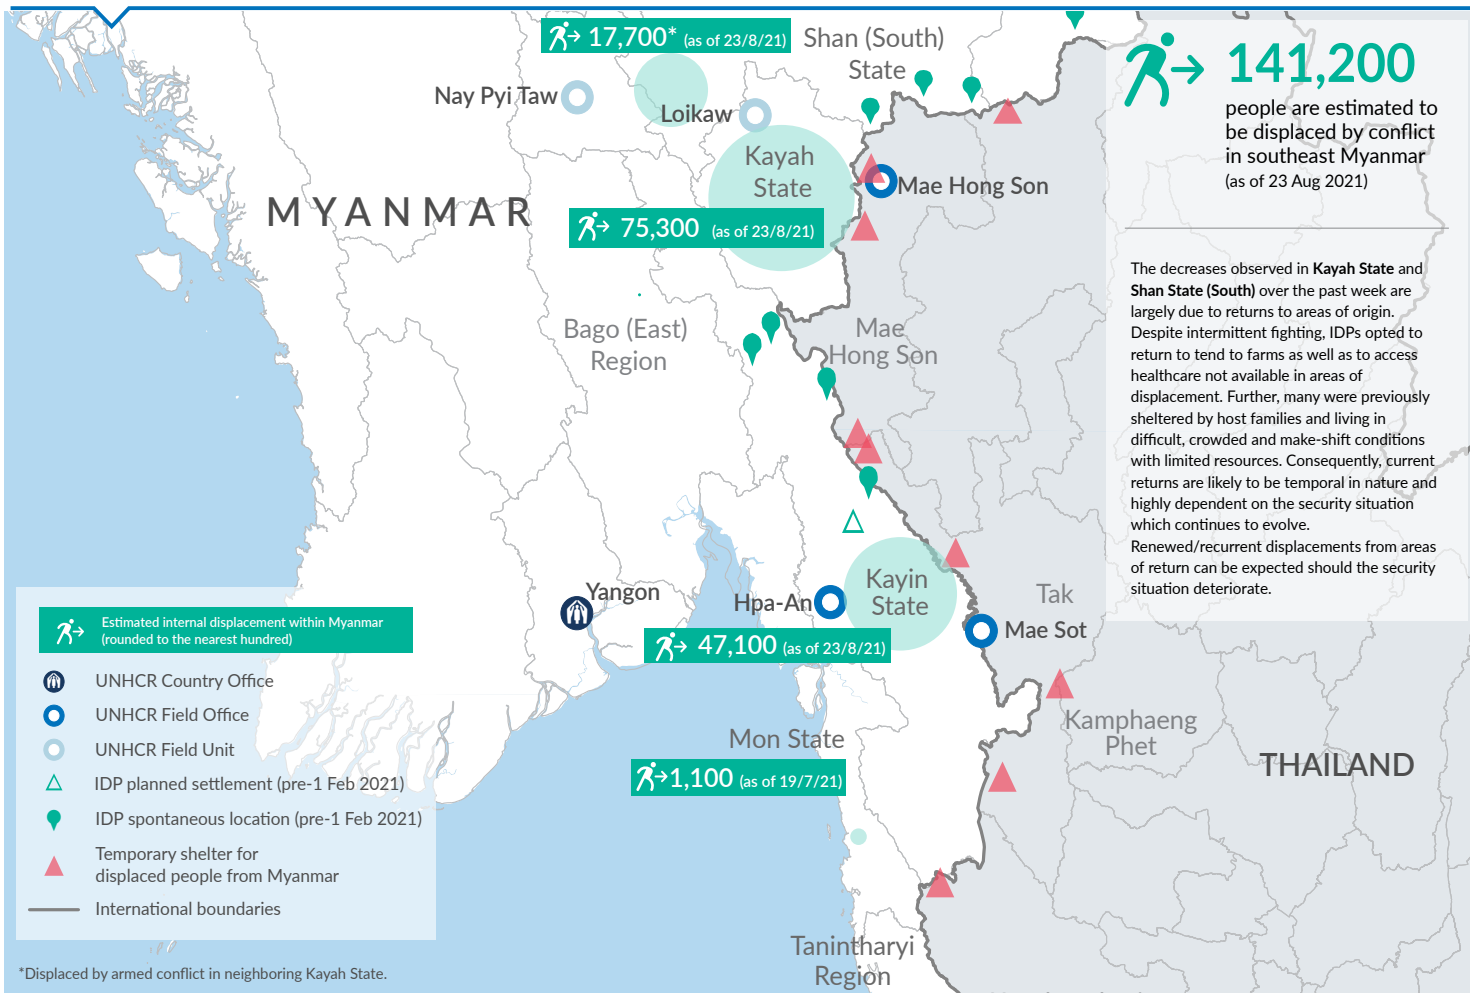 17,700* (as of 23/8/21)
Shan (South)
State
Nay Pyi Taw
Loikaw
Kayah
State
Mae Hong Son
MYANMAR
75,300 (as of 23/8/21)
Bago (East)
Region
Mae
Hong Son
Yangon
Hpa-An
Kayin
State
Tak
Mae Sot
47,100 (as of 23/8/21)
Mon State
Kamphaeng
Phet
THAILAND
1,100 (as of 19/7/21)
Tanintharyi
Region
141,200
people are estimated to
be displaced by conflict
in southeast Myanmar
(as of 23 Aug 2021)
The decreases observed in Kayah State and
Shan State (South) over the past week are
largely due to returns to areas of origin.
Despite intermittent fighting, IDPs opted to
return to tend to farms as well as to access
healthcare not available in areas of
displacement. Further, many were previously
sheltered by host families and living in
difficult, crowded and make-shift conditions
with limited resources. Consequently, current
returns are likely to be temporal in nature and
highly dependent on the security situation
which continues to evolve.
Renewed/recurrent displacements from areas
of return can be expected should the security
situation deteriorate.
Estimated internal displacement within Myanmar
(rounded to the nearest hundred)
UNHCR Country Office
UNHCR Field Office
UNHCR Field Unit
IDP planned settlement (pre-1 Feb 2021)
IDP spontaneous location (pre-1 Feb 2021)
Temporary shelter for
displaced people from Myanmar
International boundaries
*Displaced by armed conflict in neighboring Kayah State.